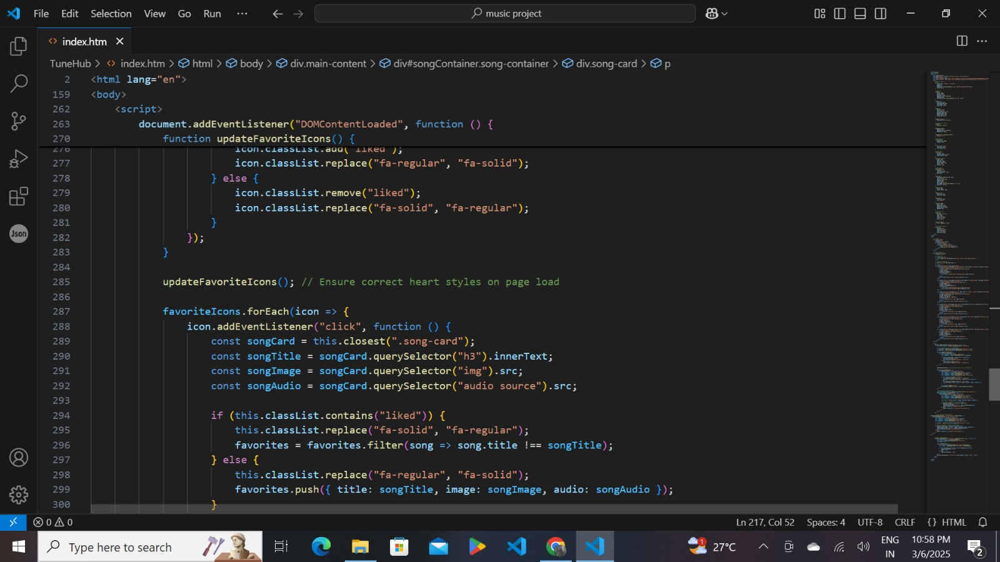 File Edit Selection View Go Run ··· music project
index.htm
TuneHub > index.htm > html > body > div.main-content > div#songContainer.song-container > div.song-card > p
2 <html lang="en">
159 <body>
262 <script>
263 document.addEventListener("DOMContentLoaded", function () {
270 function updateFavoriteIcons() {
276 icon.classList.add("liked");
277 icon.classList.replace("fa-regular", "fa-solid");
278 } else {
279 icon.classList.remove("liked");
280 icon.classList.replace("fa-solid", "fa-regular");
281 }
282 });
283 }
284
285 updateFavoriteIcons(); // Ensure correct heart styles on page load
286
287 favoriteIcons.forEach(icon => {
288 icon.addEventListener("click", function () {
289 const songCard = this.closest(".song-card");
290 const songTitle = songCard.querySelector("h3").innerText;
291 const songImage = songCard.querySelector("img").src;
292 const songAudio = songCard.querySelector("audio source").src;
293
294 if (this.classList.contains("liked")) {
295 this.classList.replace("fa-solid", "fa-regular");
296 favorites = favorites.filter(song => song.title !== songTitle);
297 } else {
298 this.classList.replace("fa-regular", "fa-solid");
299 favorites.push({ title: songTitle, image: songImage, audio: songAudio });
300 }
Json
0 0 Ln 217, Col 52 Spaces: 4 UTF-8 CRLF {} HTML
Type here to search 1 27°C ENG IN 10:58 PM 3/6/2025 2